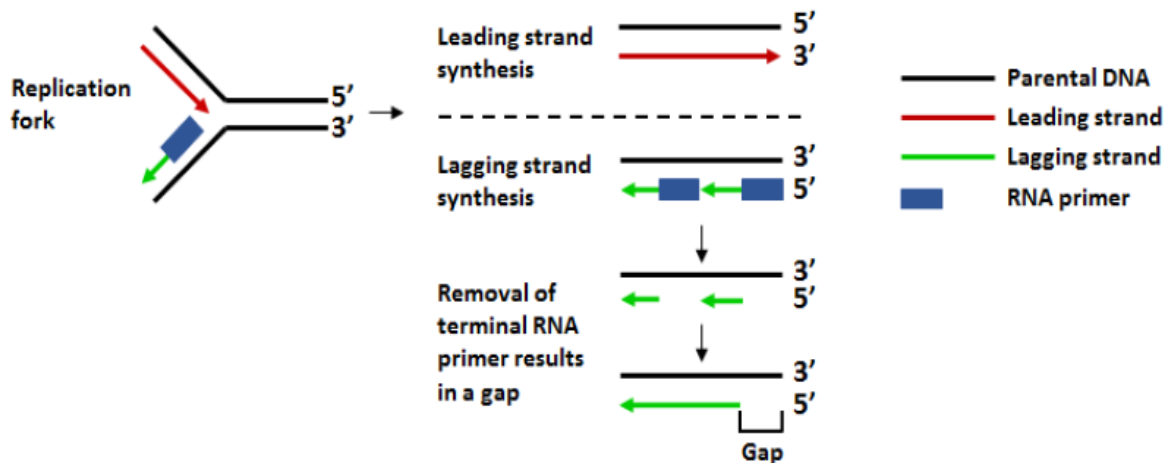 Replication
fork
5’
3’
Leading strand
synthesis
5’
3’
Lagging strand
synthesis
3’
5’
Removal of
terminal RNA
primer results
in a gap
3’
5’
3’
5’
Gap
Parental DNA
Leading strand
Lagging strand
RNA primer